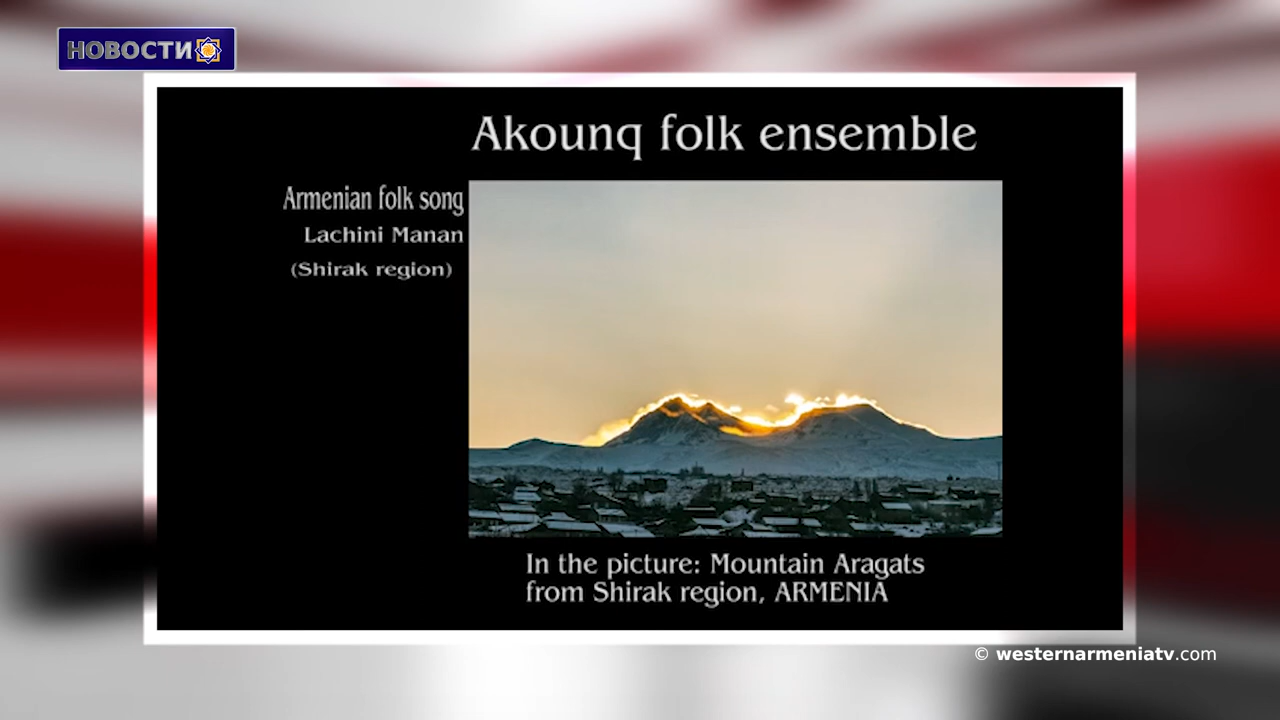 НОВОСТИ
Akounq folk ensemble
Armenian folk song
Lachini Manan
(Shirak region)
In the picture: Mountain Aragats
from Shirak region, ARMENIA
© westernarmeniatv.com